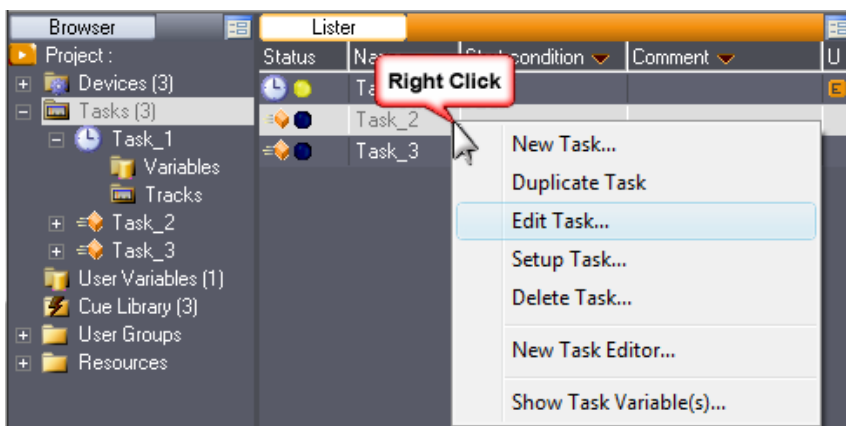 Browser
Lister
Project :
Devices (3)
Tasks (3)
Task_1
Variables
Tracks
Task_2
Task_3
User Variables (1)
Cue Library (3)
User Groups
Resources
Status Comment U
condition
Right Click
E
Task_2
Task_3
New Task...
Duplicate Task
Edit Task...
Setup Task...
Delete Task...
New Task Editor...
Show Task Variable(s)...